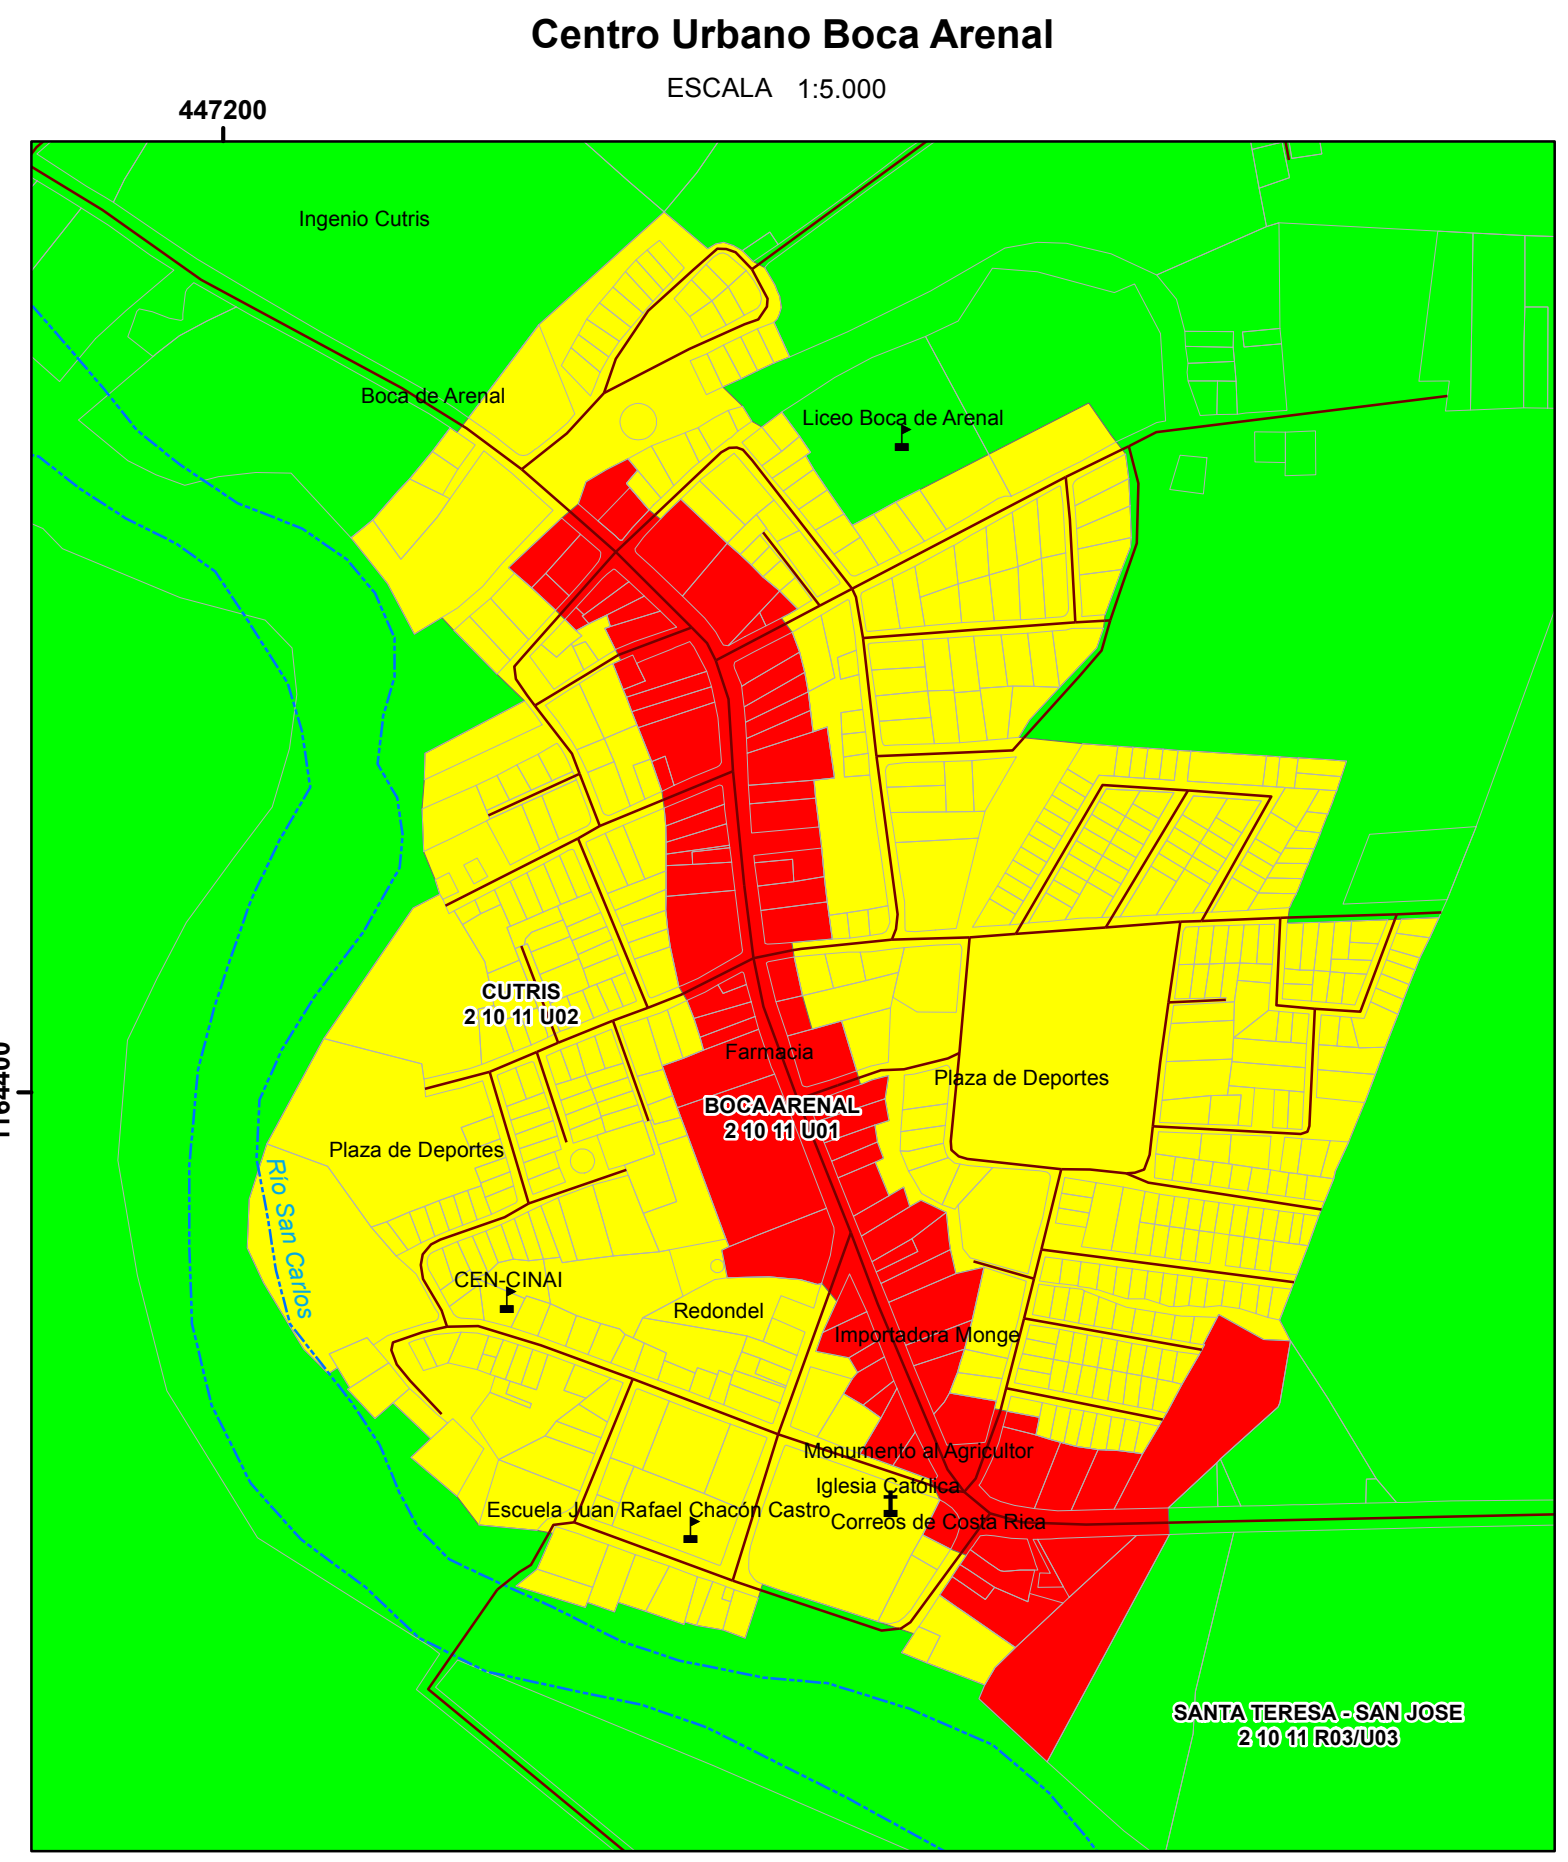 Centro Urbano Boca Arenal
ESCALA 1:5.000
447200
Ingenio Cutris
Boca de Arenal
Liceo Boca de Arenal
CUTRIS
2 10 11 U02
Farmacia
Plaza de Deportes
BOCA ARENAL
2 10 11 U01
Plaza de Deportes
Río San Carlos
CEN-CINAI
Redondel
Importadora Monge
Monumento al Agricultor
Iglesia Católica
Escuela Juan Rafael Chacón Castro
Correos de Costa Rica
SANTA TERESA - SAN JOSE
2 10 11 R03/U03